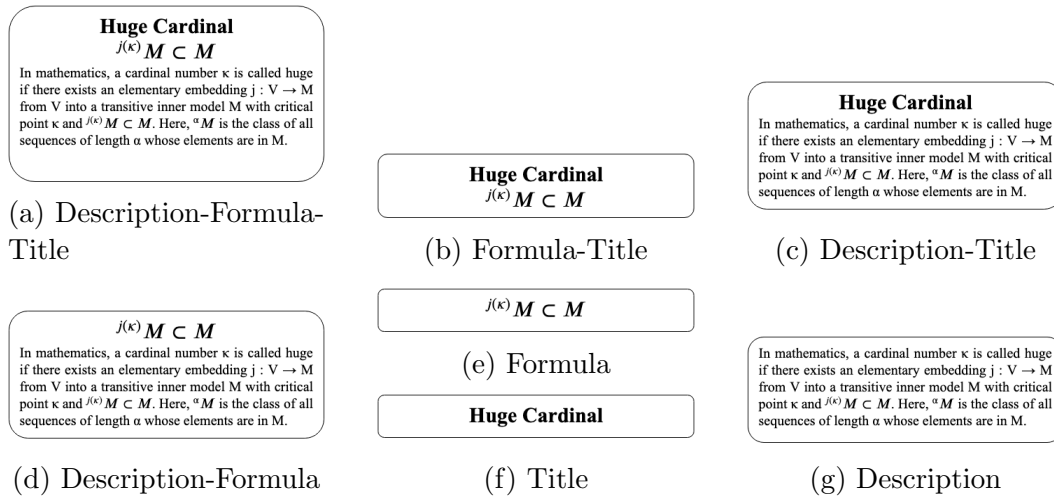 Huge Cardinal
j(κ)M ⊂ M
In mathematics, a cardinal number κ is called huge
if there exists an elementary embedding j : V → M
from V into a transitive inner model M with critical
point κ and j(κ)M ⊂ M. Here, αM is the class of all
sequences of length α whose elements are in M.
(a) Description-Formula-
Title
Huge Cardinal
j(κ)M ⊂ M
(b) Formula-Title
Huge Cardinal
In mathematics, a cardinal number κ is called huge
if there exists an elementary embedding j : V → M
from V into a transitive inner model M with critical
point κ and j(κ)M ⊂ M. Here, αM is the class of all
sequences of length α whose elements are in M.
(c) Description-Title
j(κ)M ⊂ M
In mathematics, a cardinal number κ is called huge
if there exists an elementary embedding j : V → M
from V into a transitive inner model M with critical
point κ and j(κ)M ⊂ M. Here, αM is the class of all
sequences of length α whose elements are in M.
(d) Description-Formula
j(κ)M ⊂ M
(e) Formula
Huge Cardinal
(f) Title
In mathematics, a cardinal number κ is called huge
if there exists an elementary embedding j : V → M
from V into a transitive inner model M with critical
point κ and j(κ)M ⊂ M. Here, αM is the class of all
sequences of length α whose elements are in M.
(g) Description